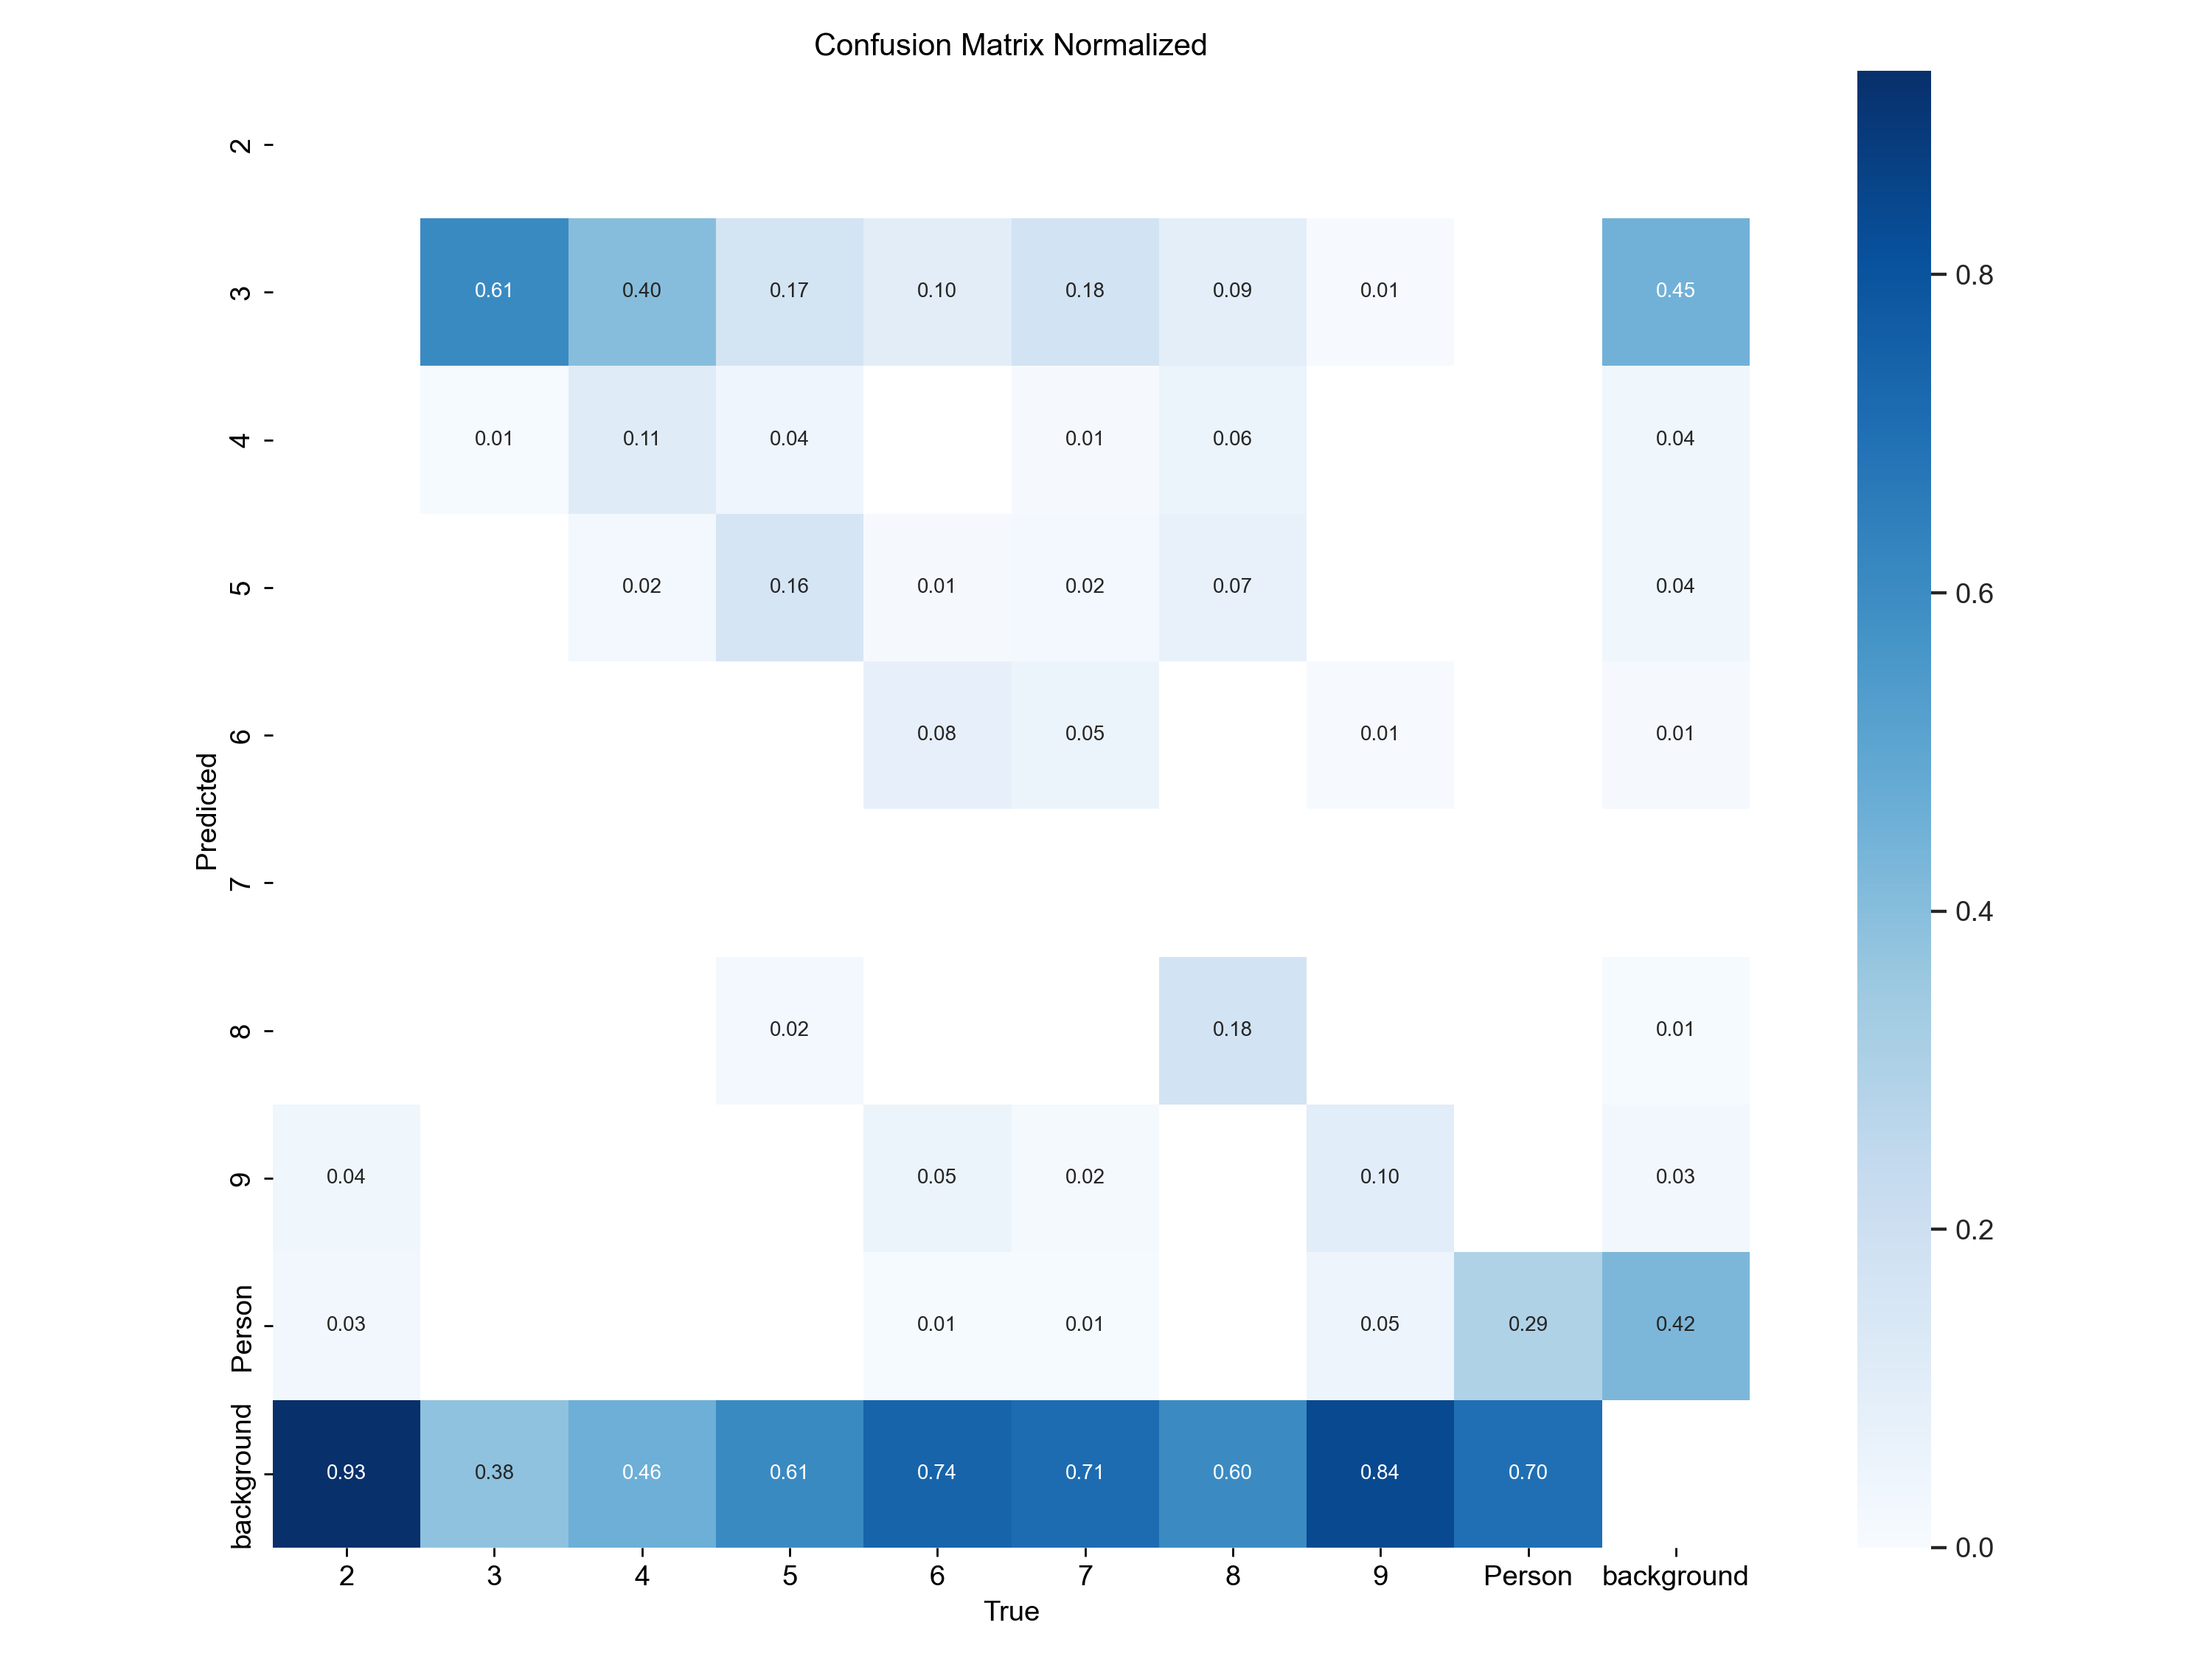 Confusion Matrix Normalized
2
3 0.61 0.40 0.17 0.10 0.18 0.09 0.01 0.45
4 0.01 0.11 0.04 0.01 0.06 0.04
5 0.02 0.16 0.01 0.02 0.07 0.04
6 0.08 0.05 0.01 0.01
7
8 0.02 0.18 0.01
9 0.04 0.05 0.02 0.10 0.03
Person 0.03 0.01 0.01 0.05 0.29 0.42
background 0.93 0.38 0.46 0.61 0.74 0.71 0.60 0.84 0.70
Predicted
2 3 4 5 6 7 8 9 Person background
True
0.8
0.6
0.4
0.2
0.0